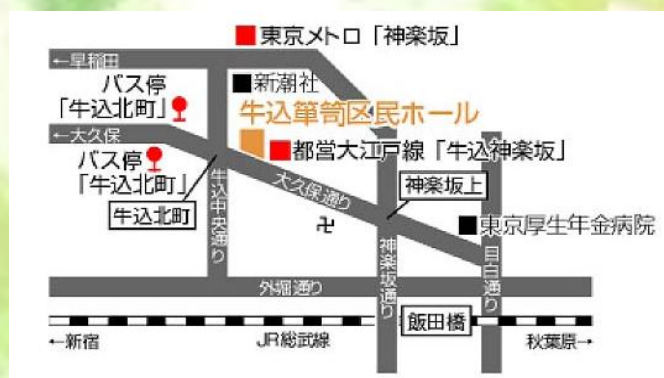 ■東京メトロ「神楽坂」
←早稲田
バス停
「牛込北町」
■新潮社
牛込箪笥区民ホール
←大久保
■都営大江戸線「牛込神楽坂」
バス停
「牛込北町」
大久保通り
神楽坂上
牛込北町
牛込中央通り
卍
■東京厚生年金病院
神楽坂通り
目白通り
外堀通り
飯田橋
←新宿
JR総武線
秋葉原→